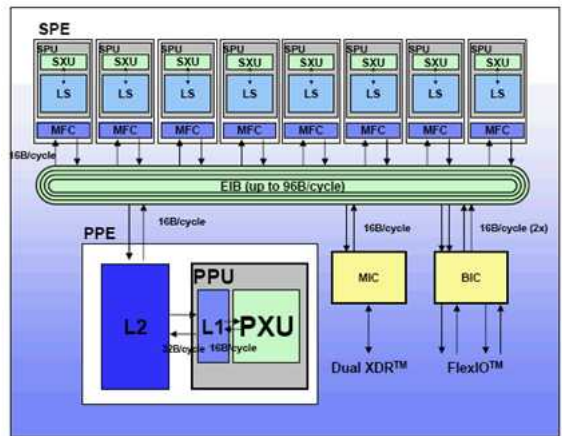 SPE
SPU SPU SPU SPU SPU SPU SPU SPU
SXU SXU SXU SXU SXU SXU SXU SXU
LS LS LS LS LS LS LS LS
MFC MFC MFC MFC MFC MFC MFC MFC
16B/cycle
EIB (up to 96B/cycle)
16B/cycle 16B/cycle 16B/cycle (2x)
PPE
PPU
MIC BIC
L2 L1 PXU
32B/cycle 16B/cycle
Dual XDR™ FlexIO™